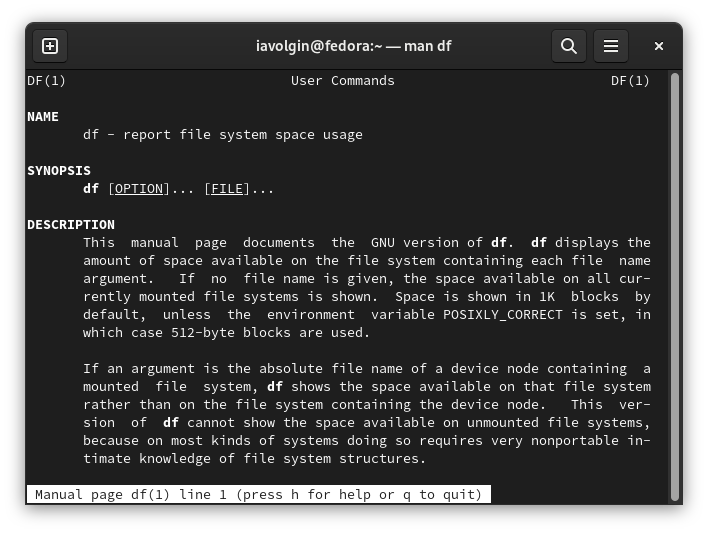 iavolgin@fedora:~ — man df
DF(1) User Commands DF(1)
NAME
df - report file system space usage
SYNOPSIS
df [OPTION]... [FILE]...
DESCRIPTION
This manual page documents the GNU version of df. df displays the
amount of space available on the file system containing each file name
argument. If no file name is given, the space available on all cur-
rently mounted file systems is shown. Space is shown in 1K blocks by
default, unless the environment variable POSIXLY_CORRECT is set, in
which case 512-byte blocks are used.
If an argument is the absolute file name of a device node containing a
mounted file system, df shows the space available on that file system
rather than on the file system containing the device node. This ver-
sion of df cannot show the space available on unmounted file systems,
because on most kinds of systems doing so requires very nonportable in-
timate knowledge of file system structures.
Manual page df(1) line 1 (press h for help or q to quit)